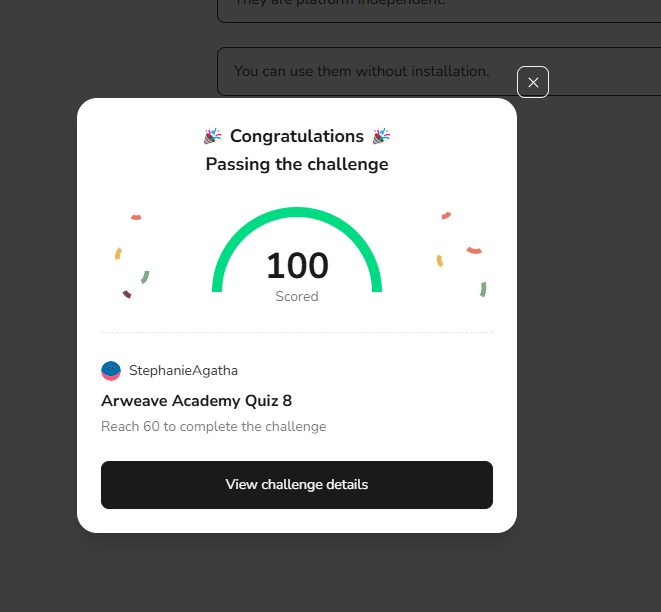 They are platform independent.
You can use them without installation.
🎉 Congratulations 🎉
Passing the challenge
100
Scored
StephanieAgatha
Arweave Academy Quiz 8
Reach 60 to complete the challenge
View challenge details